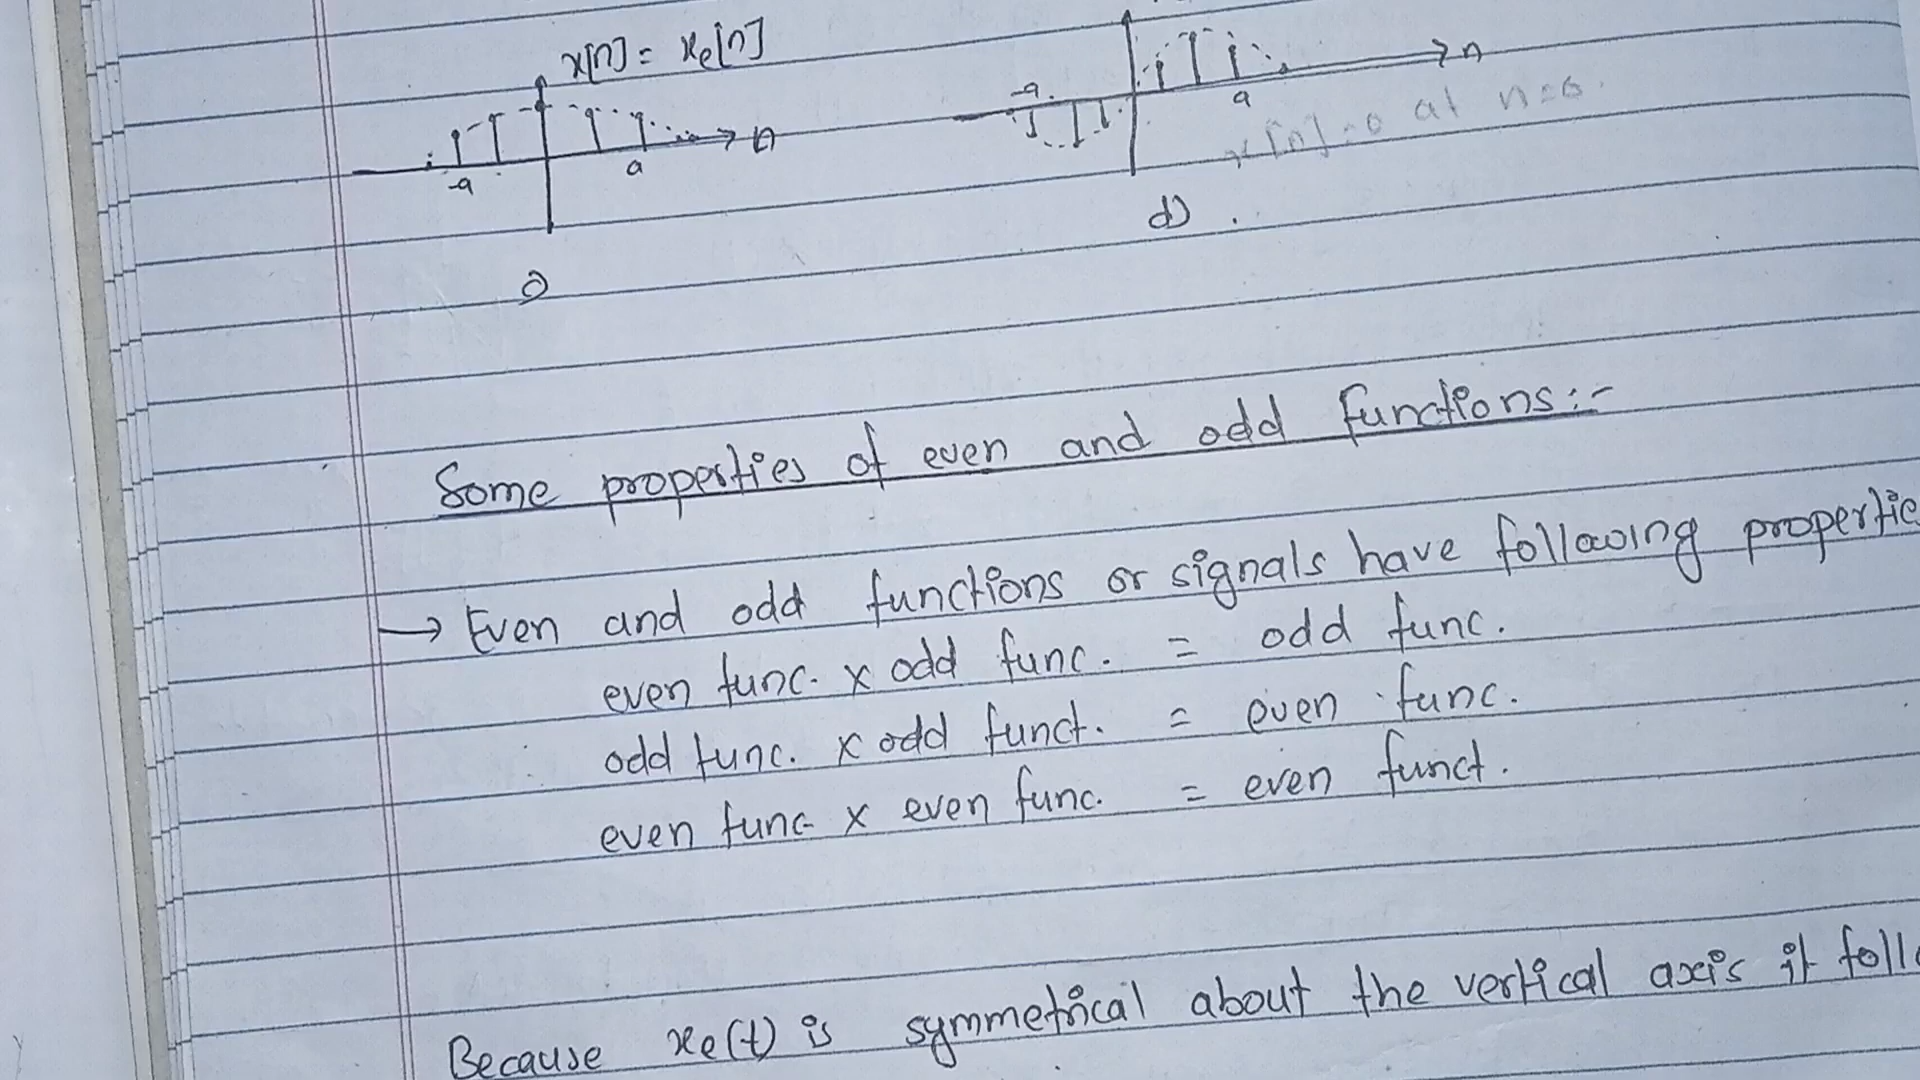 x[n] = xe[n]
n
-a
a
c)
n
-a
a
x[n]=0 at n=0.
d)
Some properties of even and odd functions:-
→ Even and odd functions or signals have following propertie
even func. x odd func. = odd func.
odd func. x odd funct. = even func.
even func x even func. = even funct.
Because xe(t) is symmetrical about the vertical axis it follo